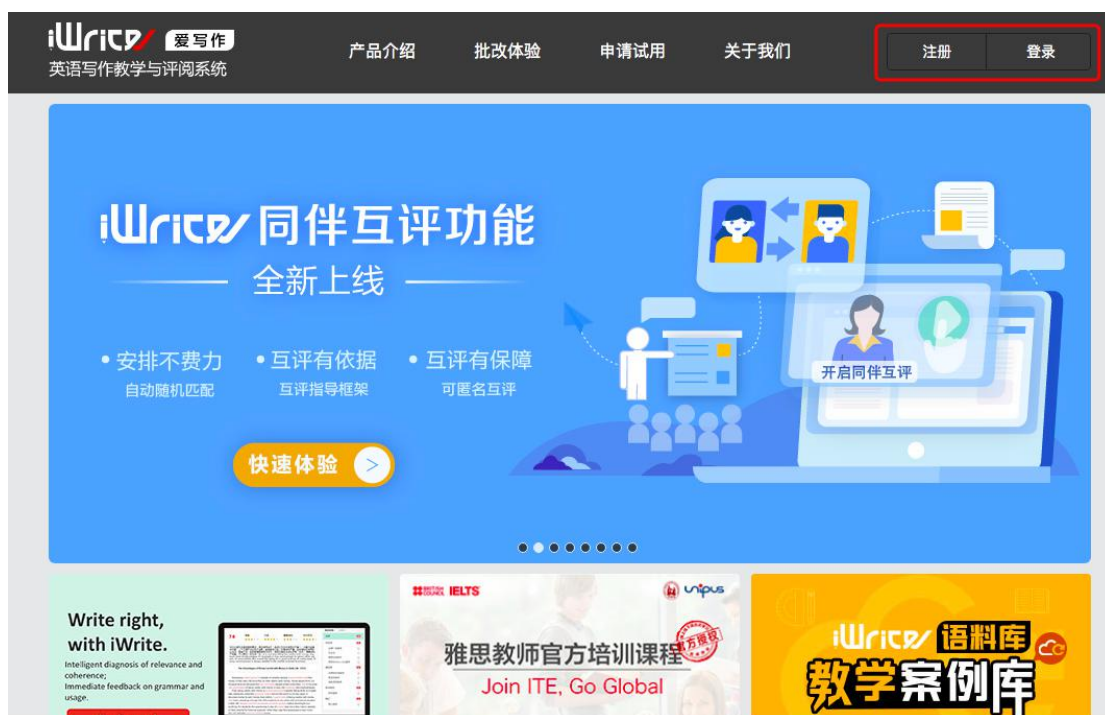 iWrite 爱写作
英语写作教学与评阅系统
产品介绍 批改体验 申请试用 关于我们 注册 登录
iWrite 同伴互评功能
全新上线
• 安排不费力 • 互评有依据 • 互评有保障
自动随机匹配 互评指导框架 可匿名互评
开启同伴互评
快速体验 >
Write right,
with iWrite.
Intelligent diagnosis of relevance and
coherence;
Immediate feedback on grammar and
usage.
BRITISH COUNCIL IELTS unipus
雅思教师官方培训课程
官方授权
Join ITE, Go Global
iWrite 语料库
教学案例库